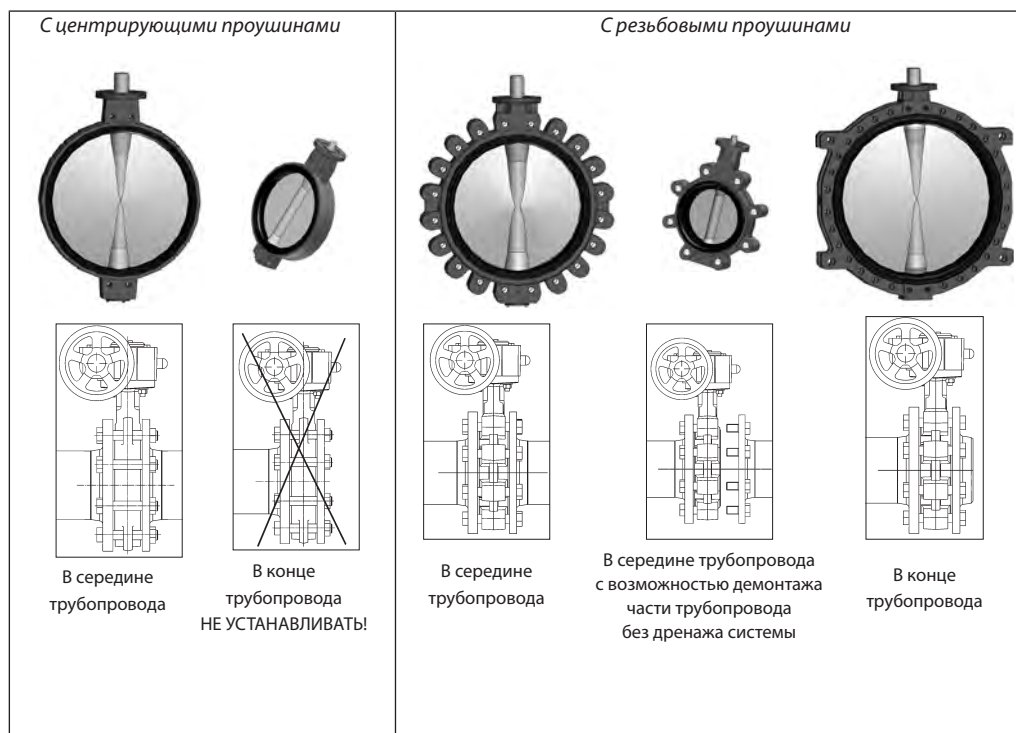 С центрирующими проушинами
С резьбовыми проушинами
В середине
трубопровода
В конце
трубопровода
НЕ УСТАНАВЛИВАТЬ!
В середине
трубопровода
В середине трубопровода
с возможностью демонтажа
части трубопровода
без дренажа системы
В конце
трубопровода